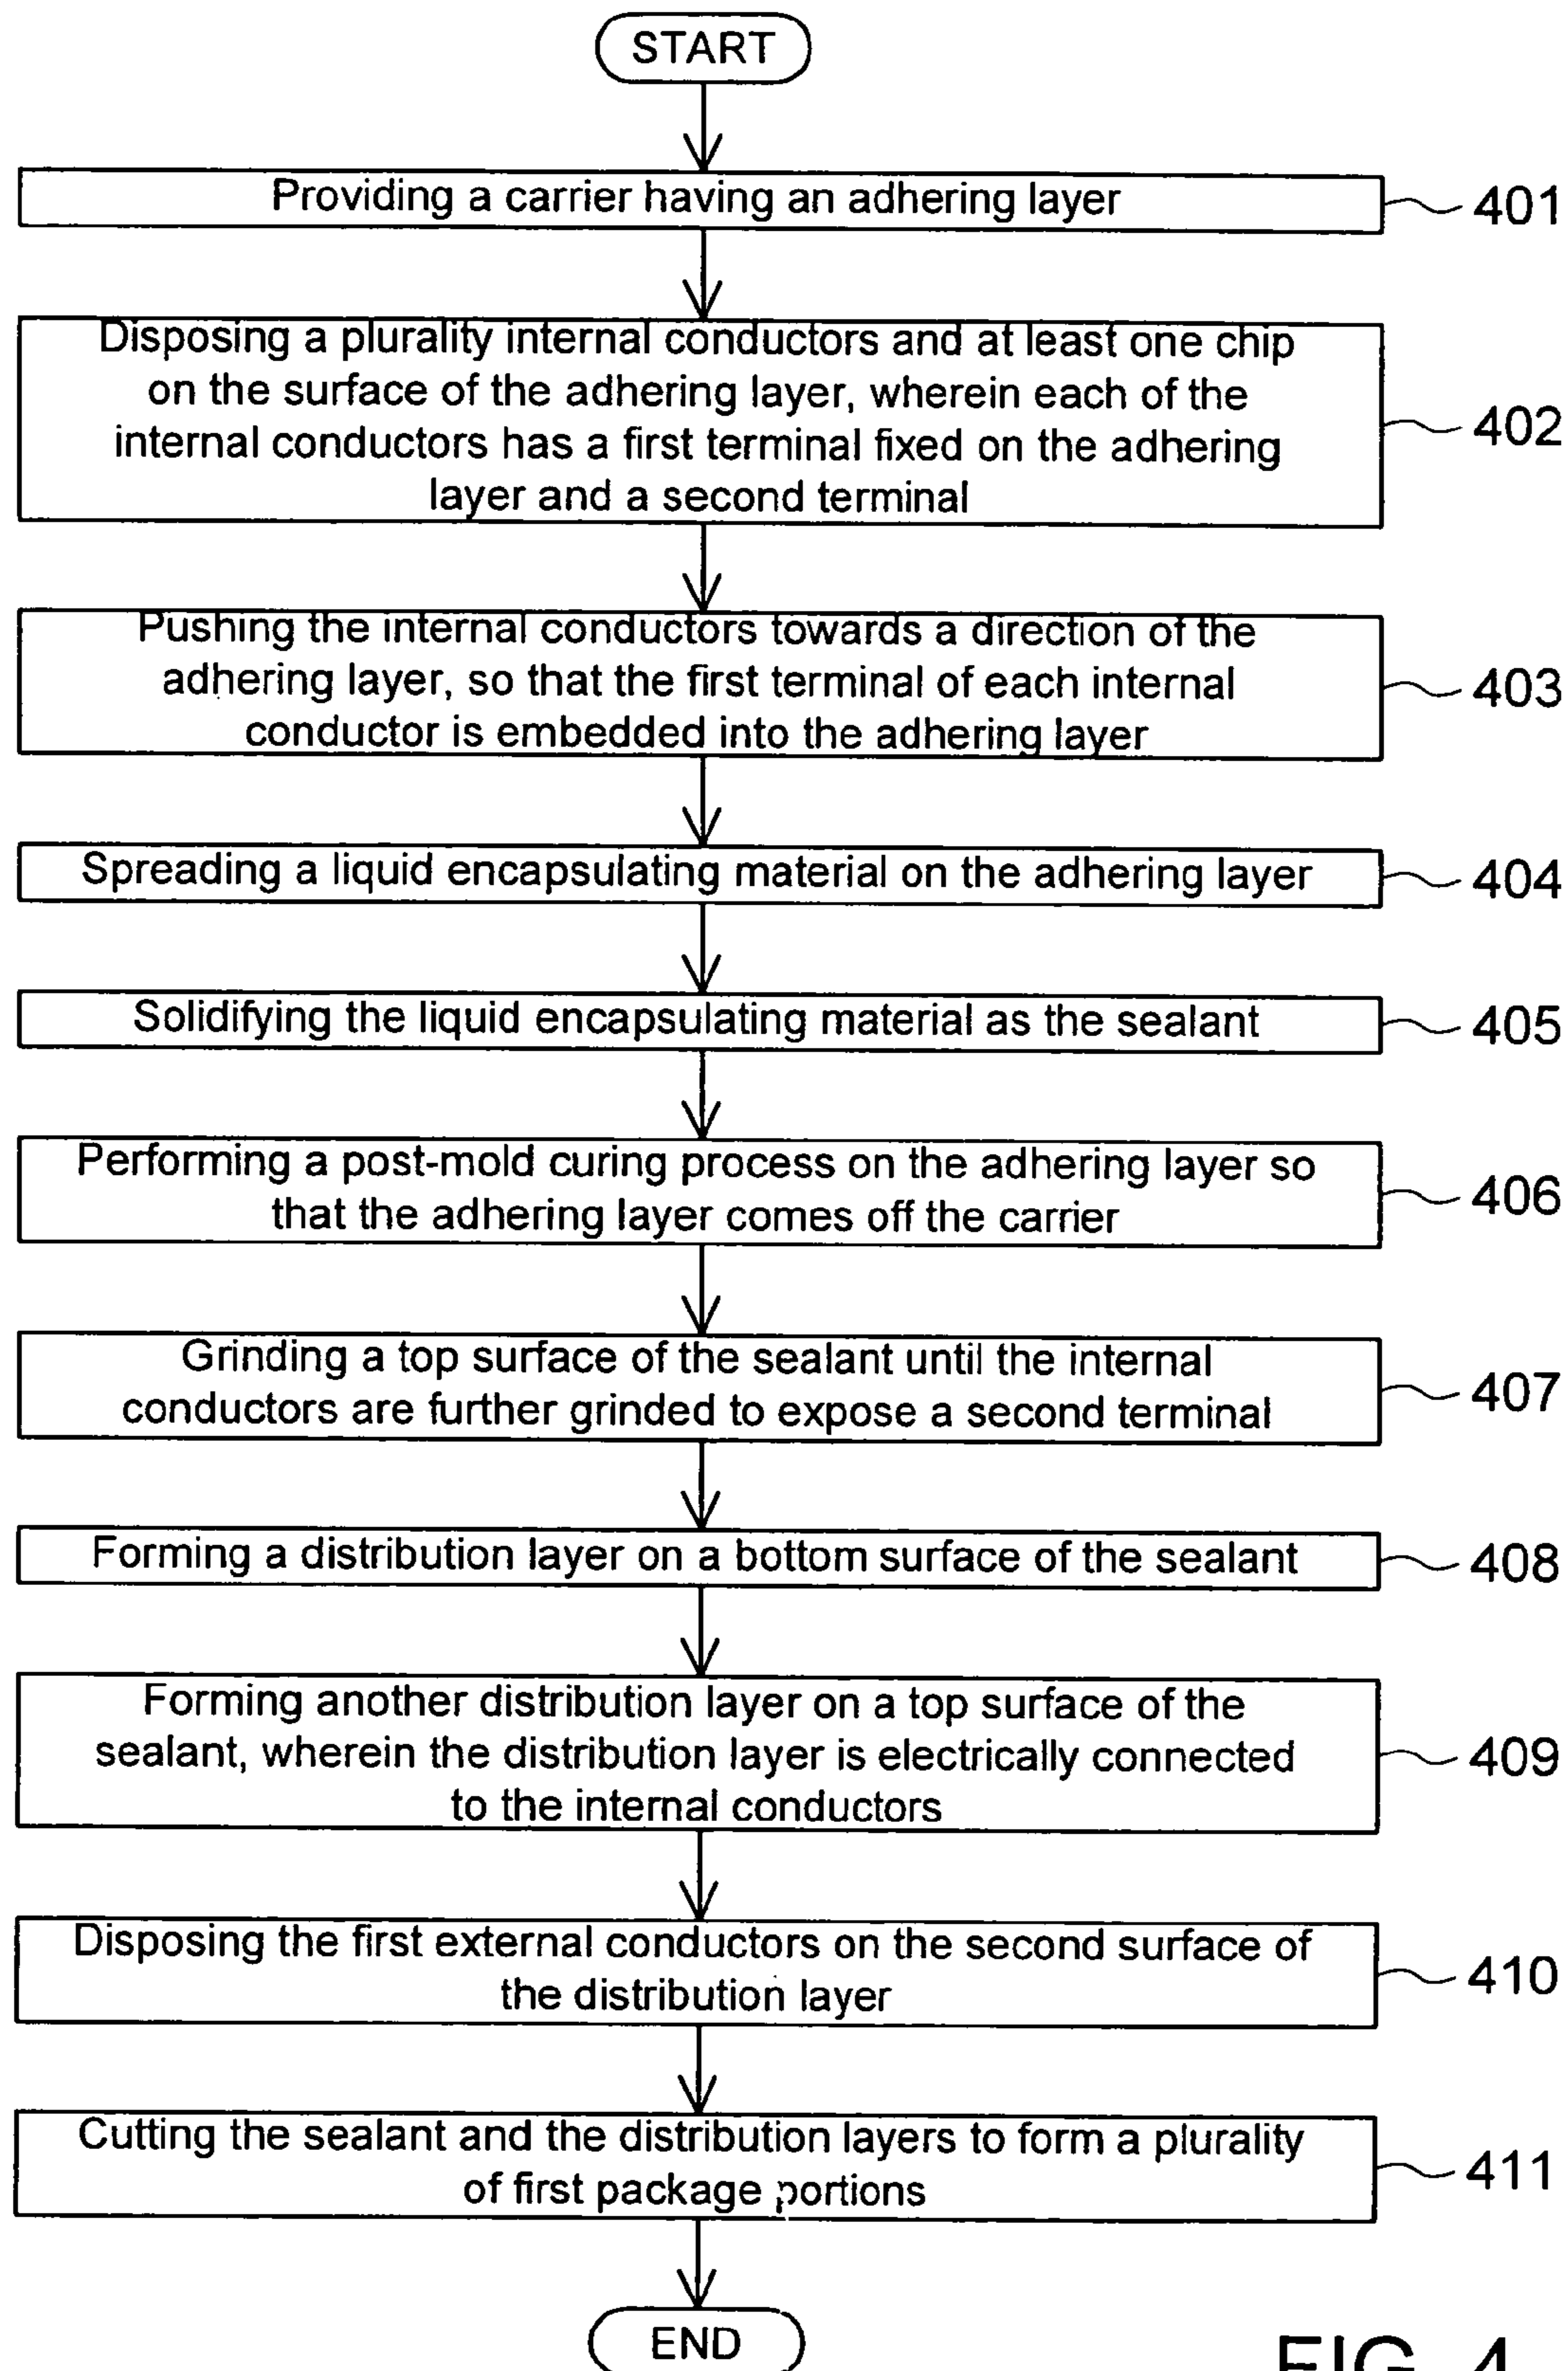 START
Providing a carrier having an adhering layer
401
Disposing a plurality internal conductors and at least one chip
on the surface of the adhering layer, wherein each of the
internal conductors has a first terminal fixed on the adhering
layer and a second terminal
402
Pushing the internal conductors towards a direction of the
adhering layer, so that the first terminal of each internal
conductor is embedded into the adhering layer
403
Spreading a liquid encapsulating material on the adhering layer
404
Solidifying the liquid encapsulating material as the sealant
405
Performing a post-mold curing process on the adhering layer so
that the adhering layer comes off the carrier
406
Grinding a top surface of the sealant until the internal
conductors are further grinded to expose a second terminal
407
Forming a distribution layer on a bottom surface of the sealant
408
Forming another distribution layer on a top surface of the
sealant, wherein the distribution layer is electrically connected
to the internal conductors
409
Disposing the first external conductors on the second surface of
the distribution layer
410
Cutting the sealant and the distribution layers to form a plurality
of first package portions
411
END
FIG. 4